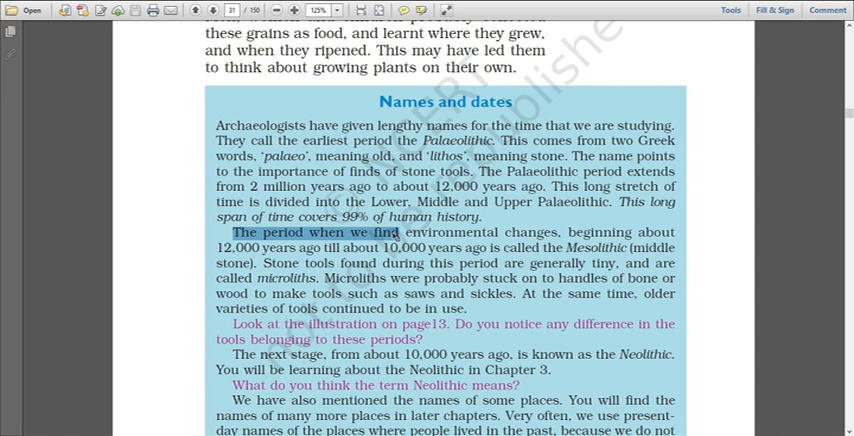 Open
31 / 150
125%
Tools
Fill & Sign
Comment
these grains as food, and learnt where they grew,
and when they ripened. This may have led them
to think about growing plants on their own.
Names and dates
Archaeologists have given lengthy names for the time that we are studying.
They call the earliest period the Palaeolithic. This comes from two Greek
words, ‘palaeo’, meaning old, and ‘lithos’, meaning stone. The name points
to the importance of finds of stone tools. The Palaeolithic period extends
from 2 million years ago to about 12,000 years ago. This long stretch of
time is divided into the Lower, Middle and Upper Palaeolithic. This long
span of time covers 99% of human history.
The period when we find environmental changes, beginning about
12,000 years ago till about 10,000 years ago is called the Mesolithic (middle
stone). Stone tools found during this period are generally tiny, and are
called microliths. Microliths were probably stuck on to handles of bone or
wood to make tools such as saws and sickles. At the same time, older
varieties of tools continued to be in use.
Look at the illustration on page13. Do you notice any difference in the
tools belonging to these periods?
The next stage, from about 10,000 years ago, is known as the Neolithic.
You will be learning about the Neolithic in Chapter 3.
What do you think the term Neolithic means?
We have also mentioned the names of some places. You will find the
names of many more places in later chapters. Very often, we use present-
day names of the places where people lived in the past, because we do not
© NCERT
not to be republished